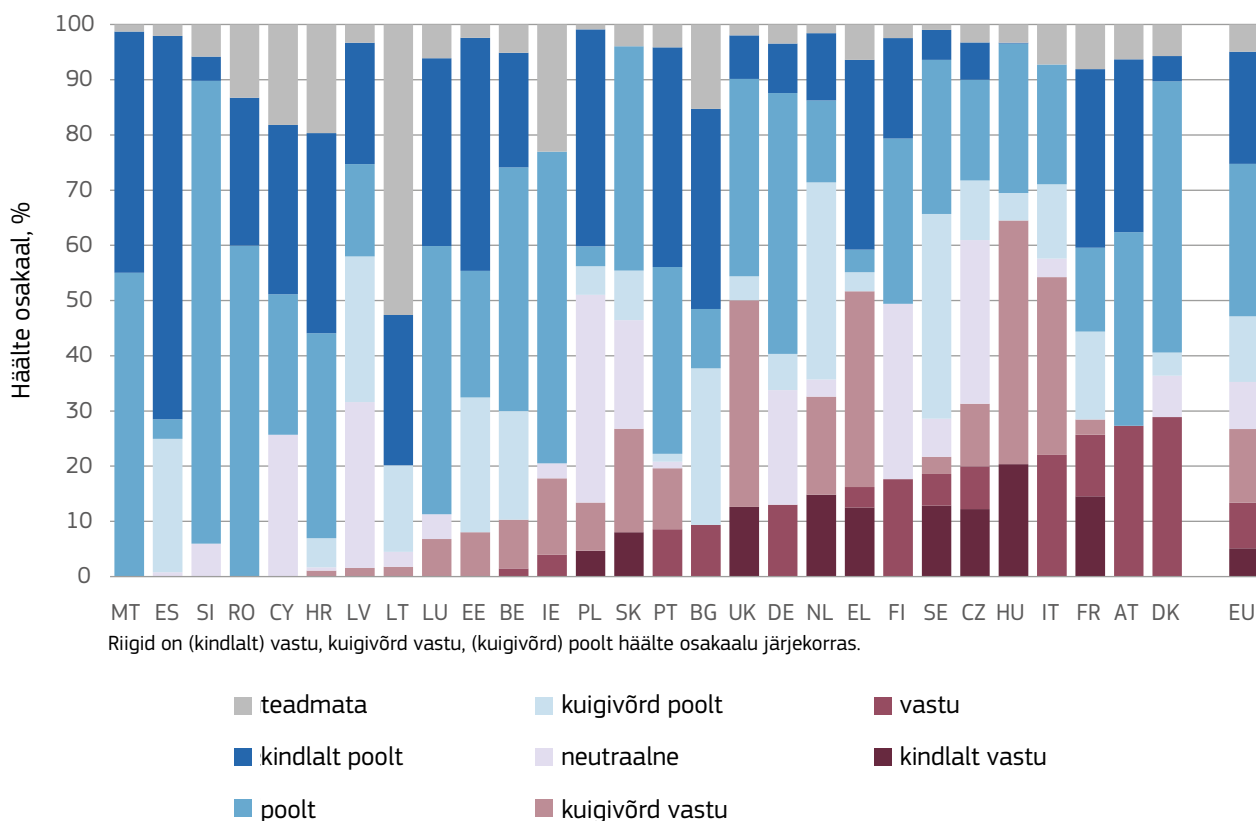 100
90
80
70
60
50
40
30
20
10
0
Häälte osakaal, %
MT ES SI RO CY HR LV LT LU EE BE IE PL SK PT BG UK DE NL EL FI SE CZ HU IT FR AT DK EU
Riigid on (kindlalt) vastu, kuigivõrd vastu, (kuigivõrd) poolt häälte osakaalu järjekorras.
teadmata kuigivõrd poolt vastu
kindlalt poolt neutraalne kindlalt vastu
poolt kuigivõrd vastu